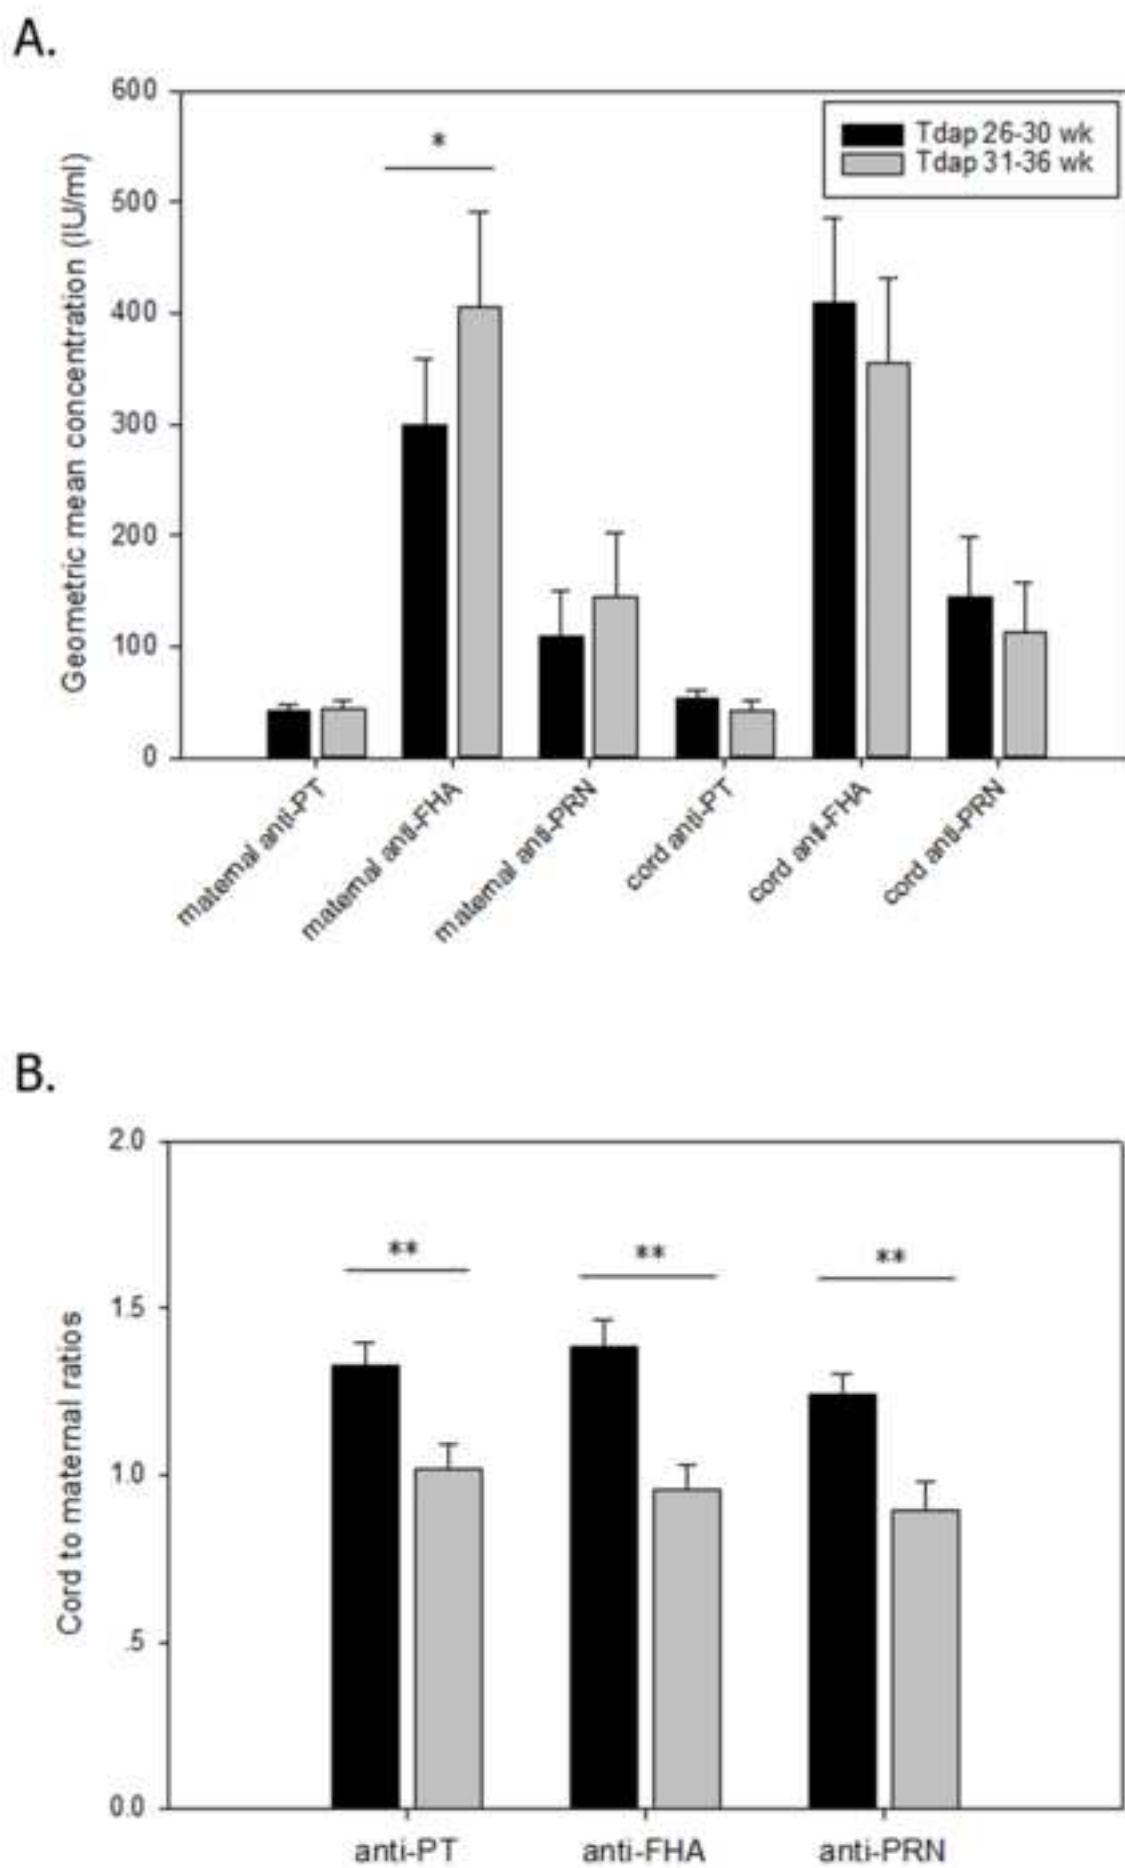 A.
600
500
400
300
200
100
0
Geometric mean concentration (IU/ml)
*
Tdap 26-30 wk
Tdap 31-36 wk
maternal anti-PT
maternal anti-FHA
maternal anti-PRN
cord anti-PT
cord anti-FHA
cord anti-PRN
B.
2.0
1.5
1.0
.5
0.0
Cord to maternal ratios
**
**
**
anti-PT
anti-FHA
anti-PRN